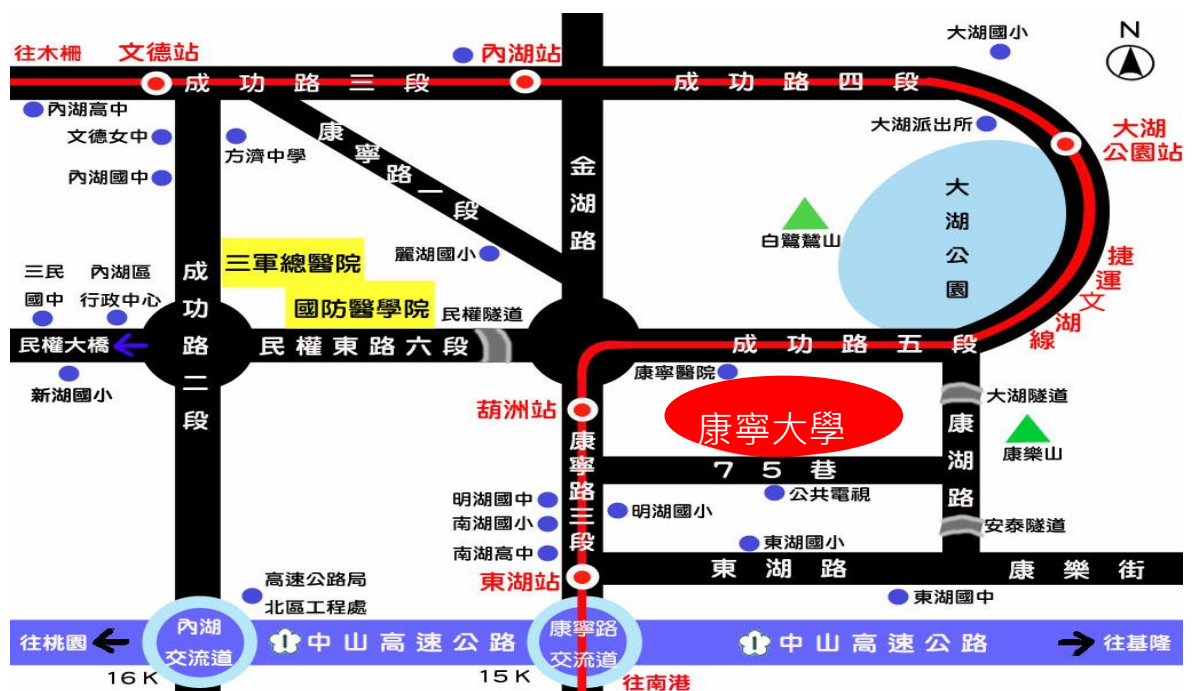 大湖國小
N
往木柵
文德站
內湖站
成功路三段
成功路四段
內湖高中
文德女中
方濟中學
內湖國中
康寧路一段
金湖路
大湖派出所
大湖
公園站
大湖公園
白鷺鷥山
麗湖國小
三軍總醫院
國防醫學院
三民
國中
內湖區
行政中心
成功路二段
民權隧道
捷運文湖線
民權大橋
民權東路六段
成功路五段
新湖國小
康寧醫院
大湖隧道
葫洲站
康寧大學
康湖路
康樂山
康寧路三段
75巷
明湖國中
公共電視
南湖國小
明湖國小
安泰隧道
南湖高中
東湖國小
東湖站
東湖路
康樂街
高速公路局
北區工程處
東湖國中
往桃園
內湖
交流道
1
中山高速公路
康寧路
交流道
1
中山高速公路
往基隆
16K
15K
往南港